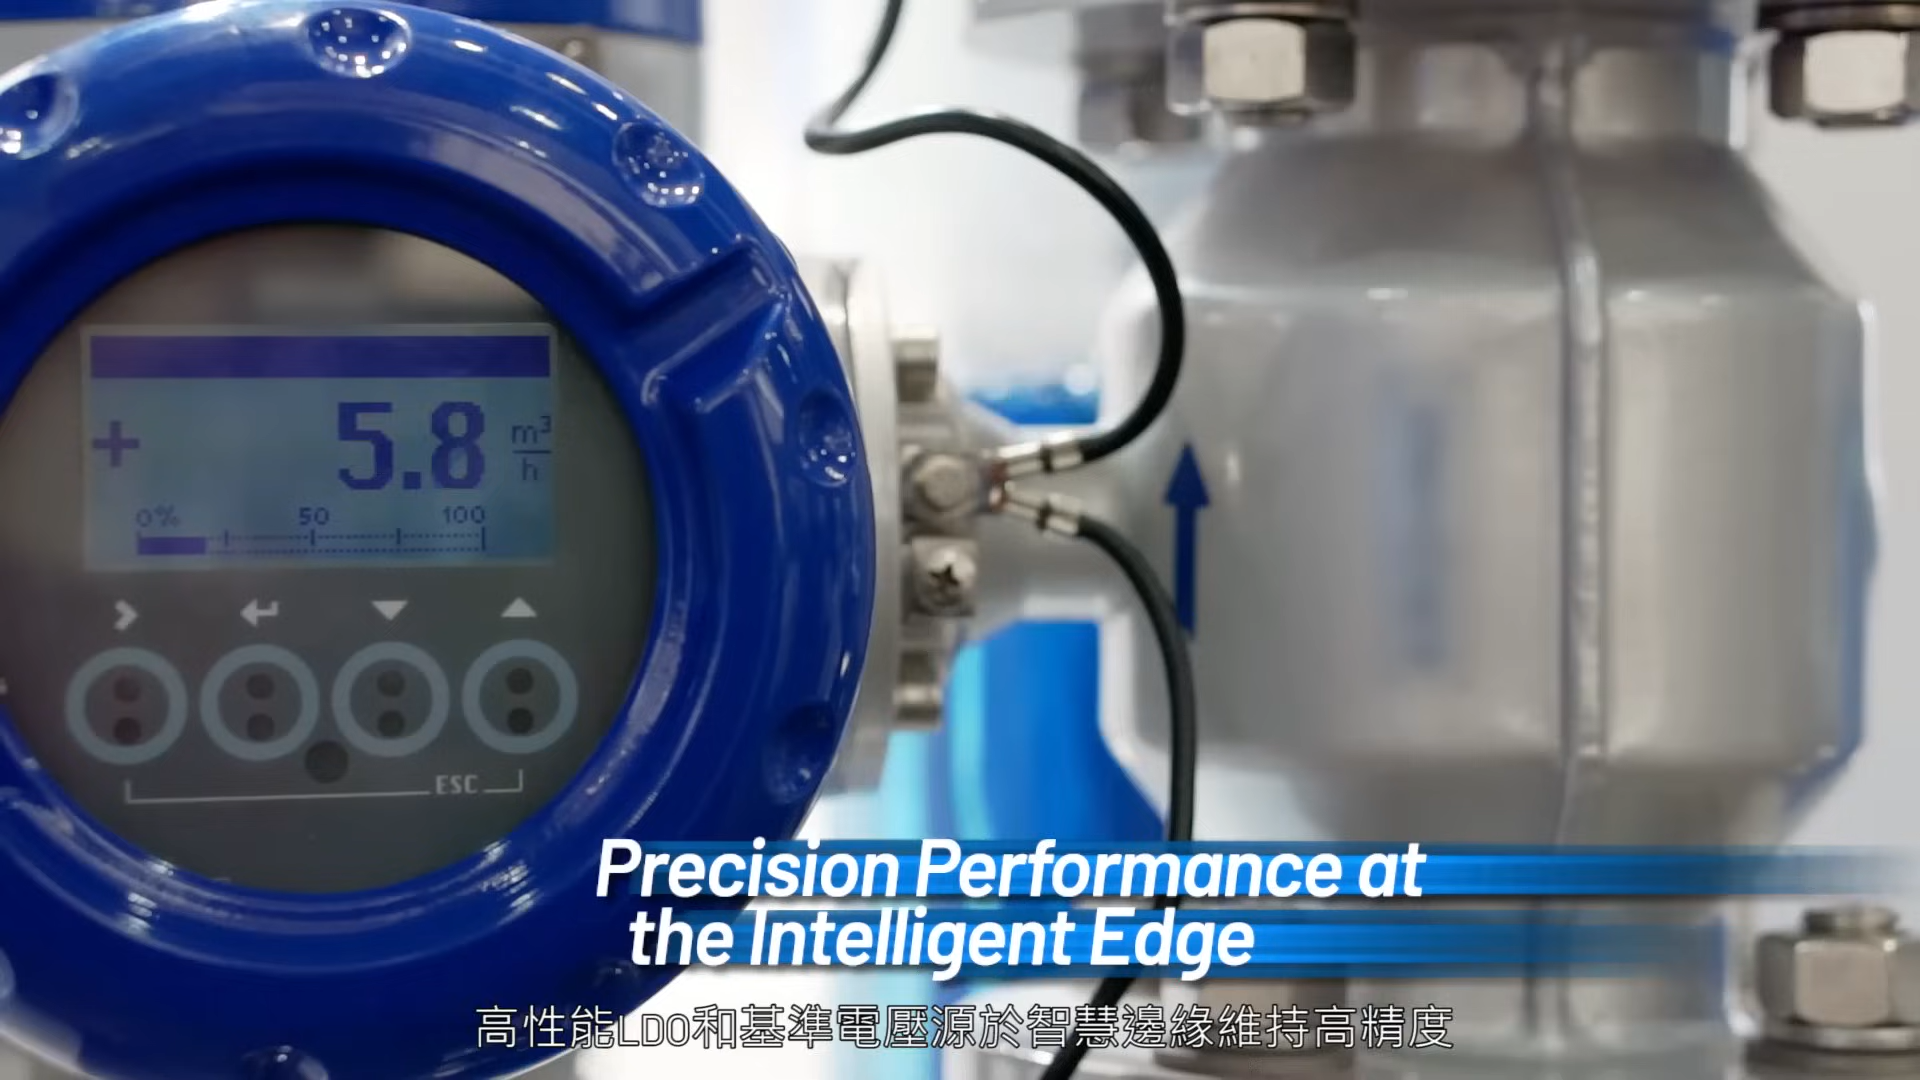 + 5.8 m³/h
0% 50 100
ESC
Precision Performance at
the Intelligent Edge
高性能LDO和基準電壓源於智慧邊緣維持高精度